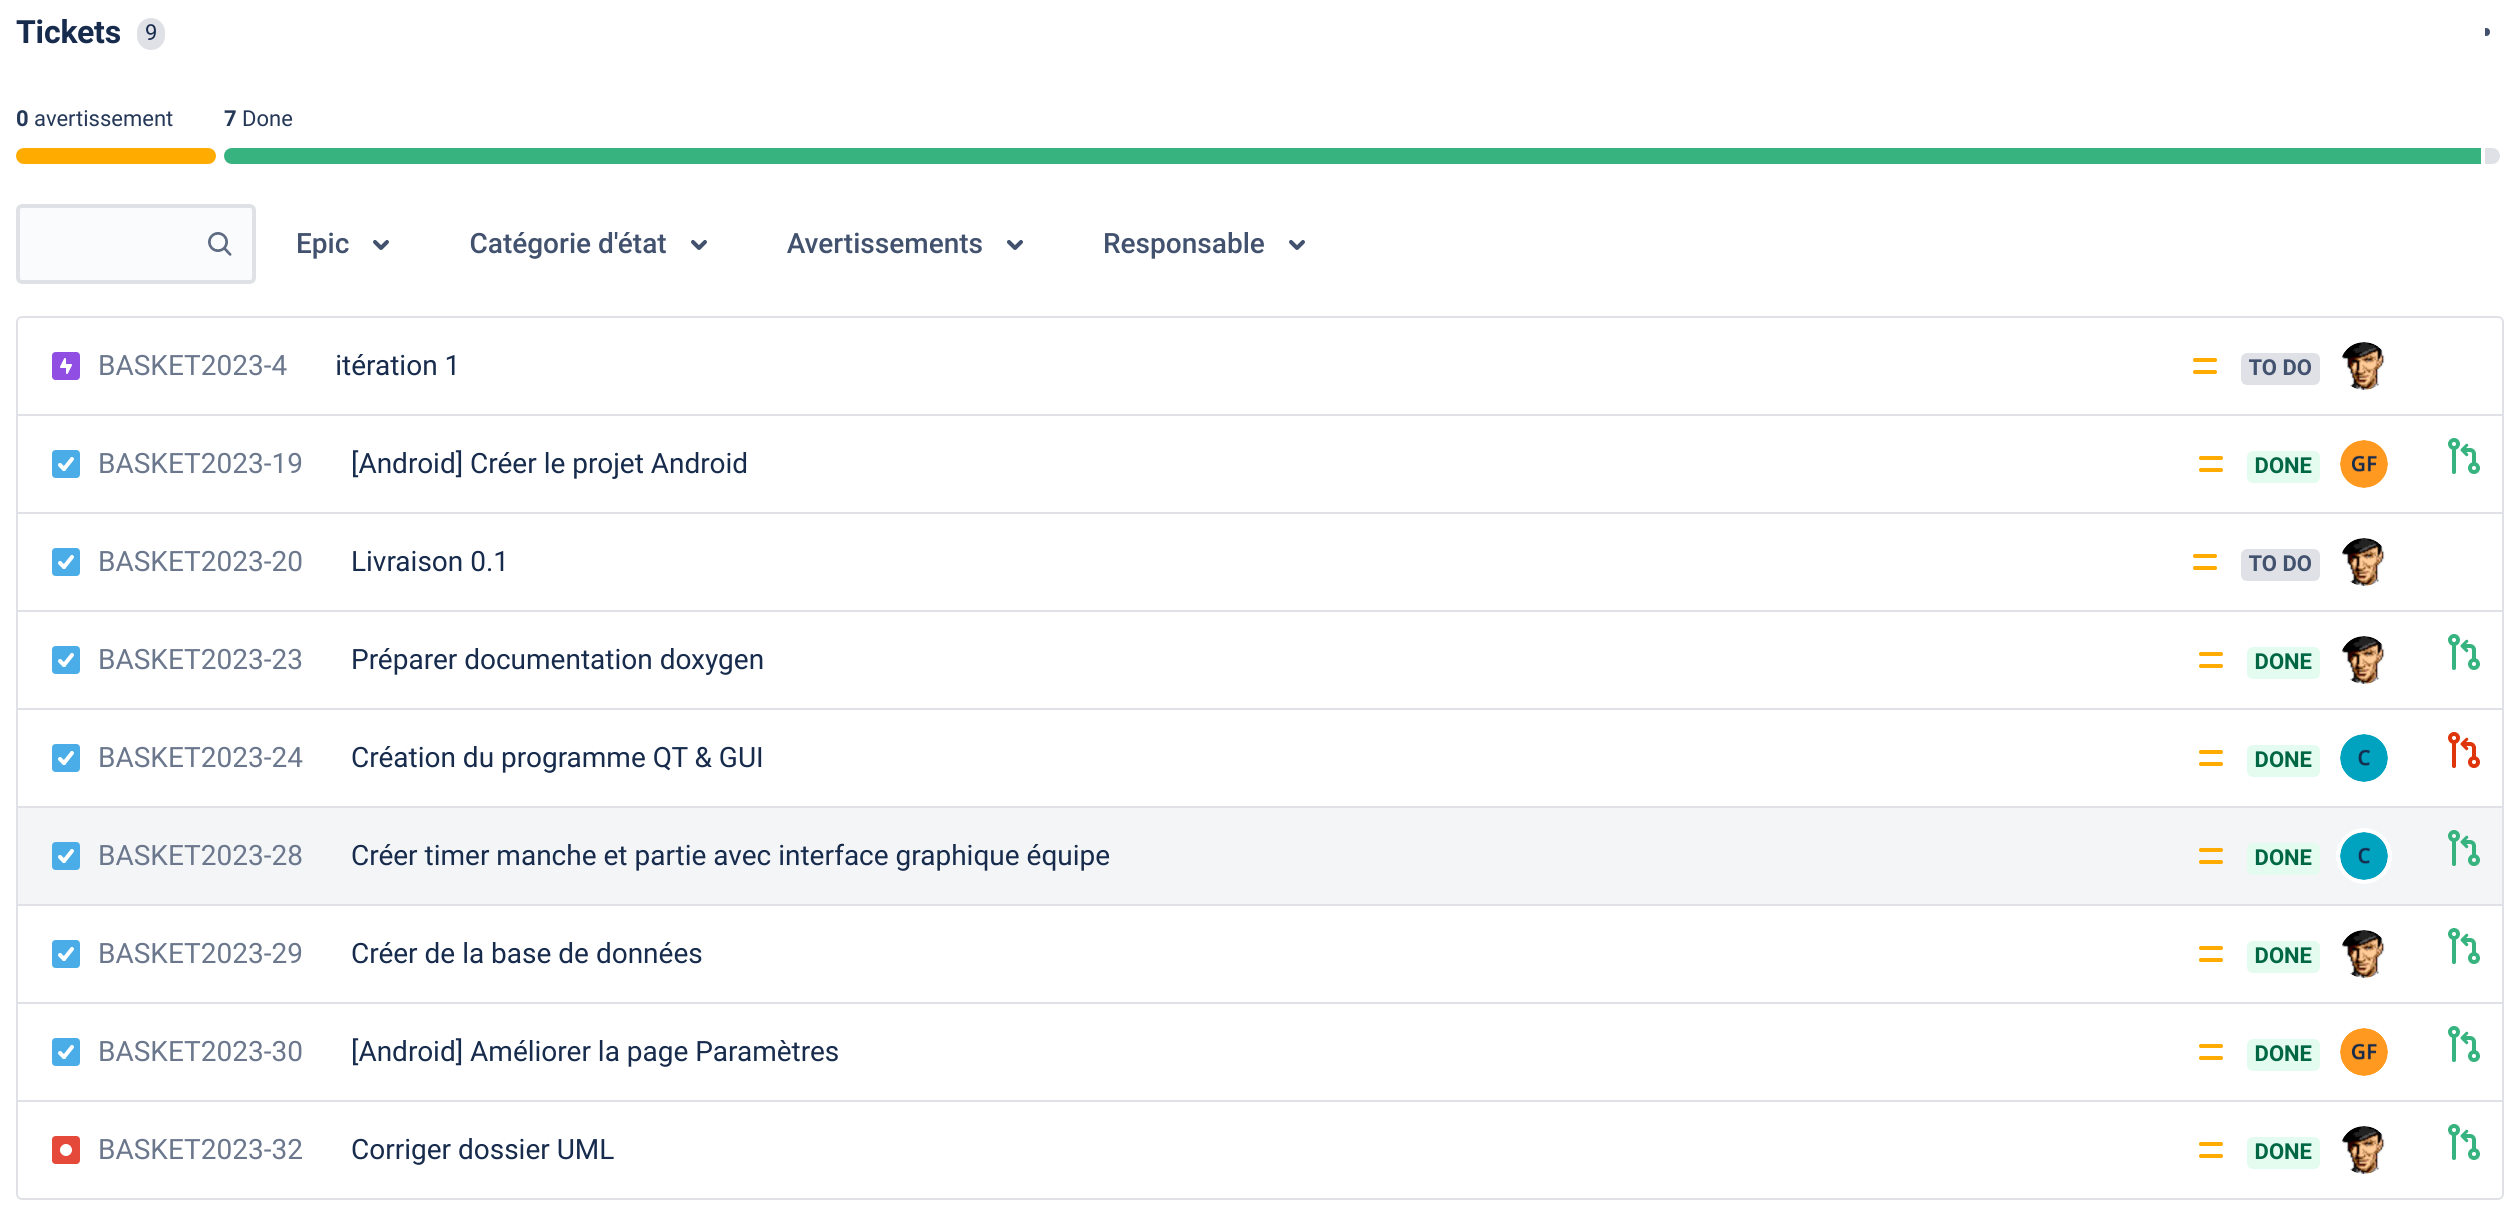 Tickets 9
0 avertissement 7 Done
Epic Catégorie d'état Avertissements Responsable
BASKET2023-4 itération 1 TO DO
BASKET2023-19 [Android] Créer le projet Android DONE GF
BASKET2023-20 Livraison 0.1 TO DO
BASKET2023-23 Préparer documentation doxygen DONE
BASKET2023-24 Création du programme QT & GUI DONE C
BASKET2023-28 Créer timer manche et partie avec interface graphique équipe DONE C
BASKET2023-29 Créer de la base de données DONE
BASKET2023-30 [Android] Améliorer la page Paramètres DONE GF
BASKET2023-32 Corriger dossier UML DONE